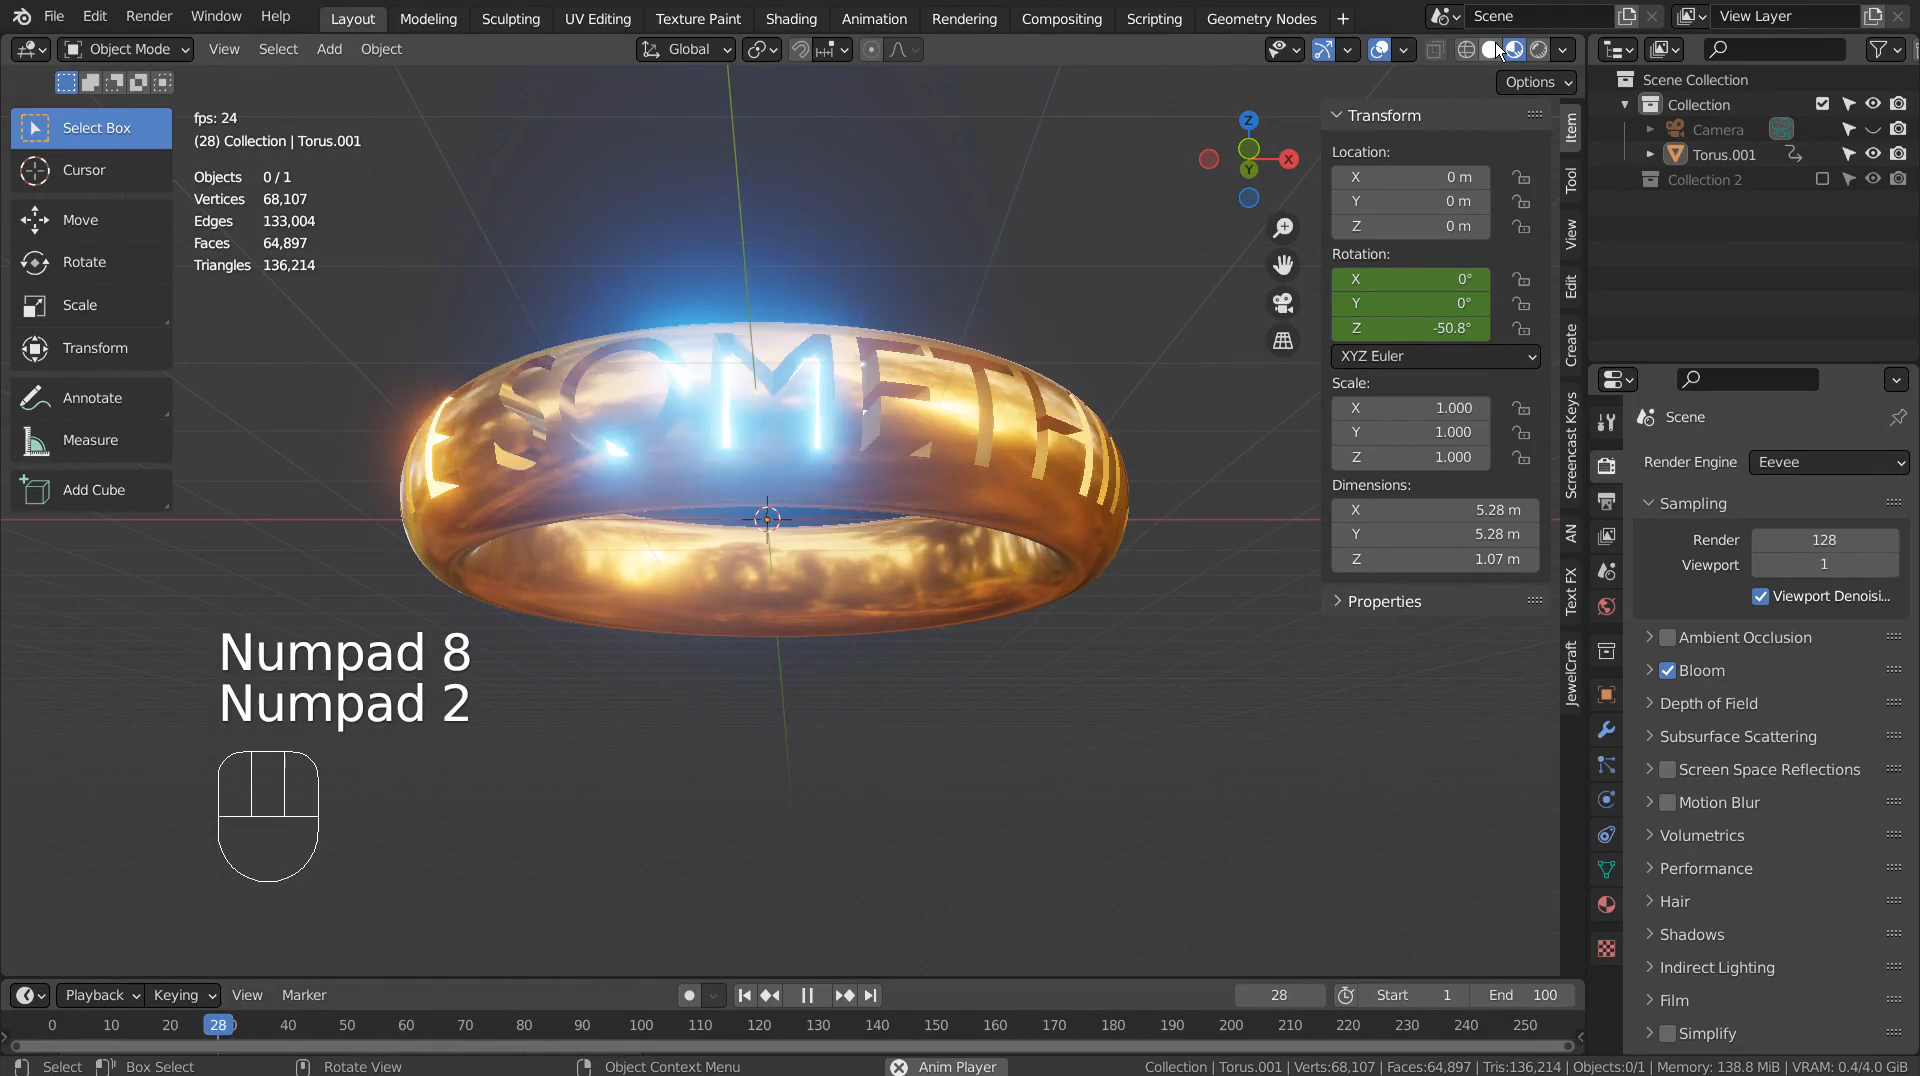 File Edit Render Window Help Layout Modeling Sculpting UV Editing Texture Paint Shading Animation Rendering Compositing Scripting Geometry Nodes + Scene View Layer
Object Mode View Select Add Object Global
Options
Select Box
Cursor
Move
Rotate
Scale
Transform
Annotate
Measure
Add Cube
fps: 24
(28) Collection | Torus.001
Objects 0 / 1
Vertices 68,107
Edges 133,004
Faces 64,897
Triangles 136,214
Z
X
Y
SOMETH
Numpad 8
Numpad 2
Transform
Location:
X 0 m
Y 0 m
Z 0 m
Rotation:
X 0°
Y 0°
Z -50.8°
XYZ Euler
Scale:
X 1.000
Y 1.000
Z 1.000
Dimensions:
X 5.28 m
Y 5.28 m
Z 1.07 m
Properties
Item
Tool
View
Edit
Create
Screencast Keys
AN
Text FX
JewelCraft
Scene Collection
Collection
Camera
Torus.001
Collection 2
Scene
Render Engine Eevee
Sampling
Render 128
Viewport 1
Viewport Denoisi...
Ambient Occlusion
Bloom
Depth of Field
Subsurface Scattering
Screen Space Reflections
Motion Blur
Volumetrics
Performance
Hair
Shadows
Indirect Lighting
Film
Simplify
Playback Keying View Marker 28 Start 1 End 100
0 10 20 28 40 50 60 70 80 90 100 110 120 130 140 150 160 170 180 190 200 210 220 230 240 250
Select Box Select Rotate View Object Context Menu Anim Player Collection | Torus.001 | Verts:68,107 | Faces:64,897 | Tris:136,214 | Objects:0/1 | Memory: 138.8 MiB | VRAM: 0.4/4.0 GiB